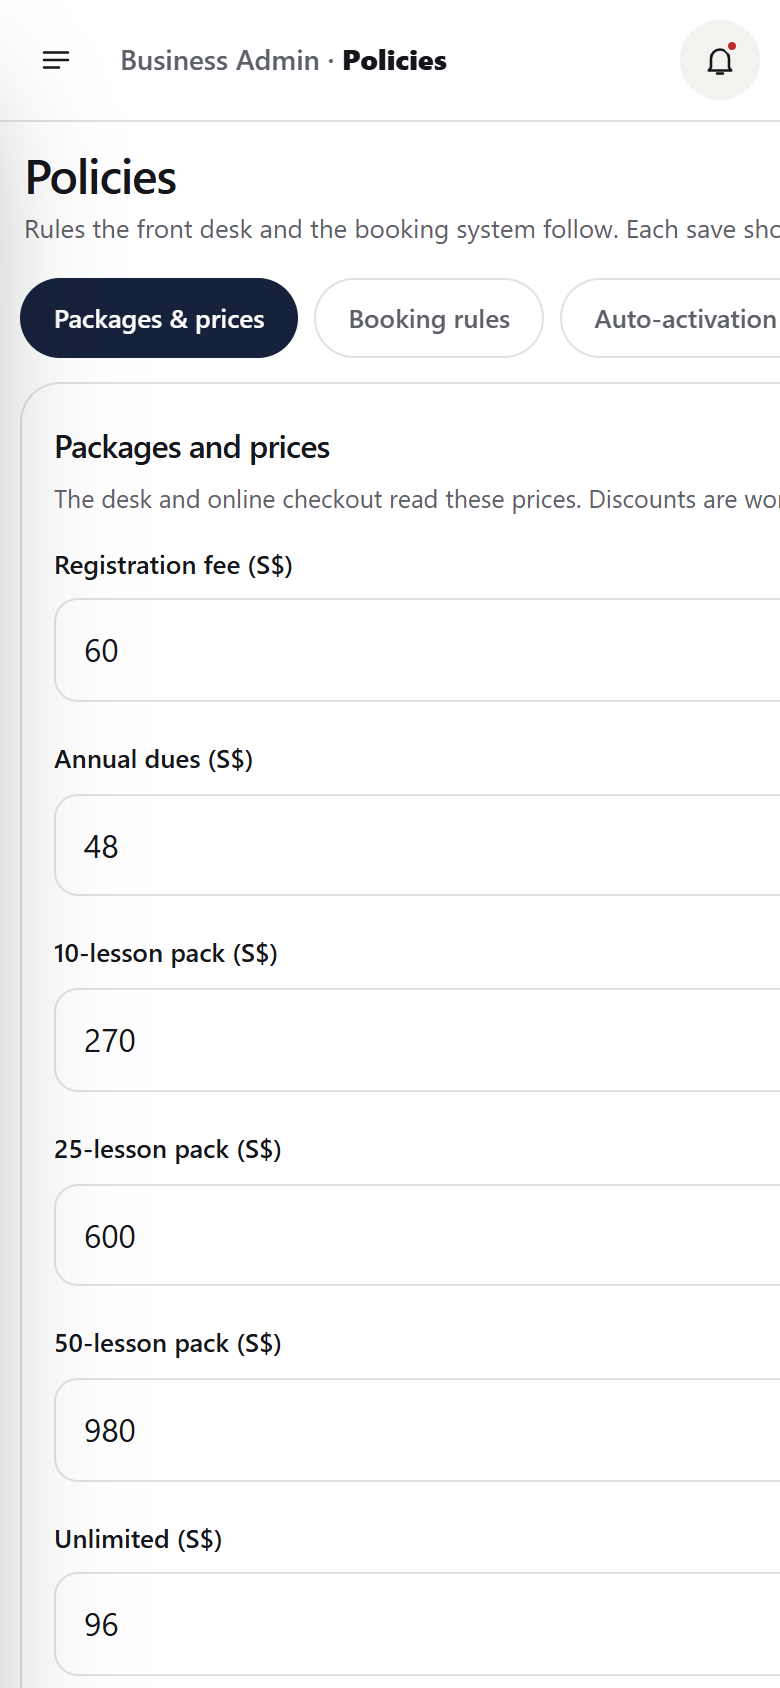 Business Admin · Policies
Policies
Rules the front desk and the booking system follow. Each save sho
Packages & prices
Booking rules
Auto-activation
Packages and prices
The desk and online checkout read these prices. Discounts are wor
Registration fee (S$)
60
Annual dues (S$)
48
10-lesson pack (S$)
270
25-lesson pack (S$)
600
50-lesson pack (S$)
980
Unlimited (S$)
96